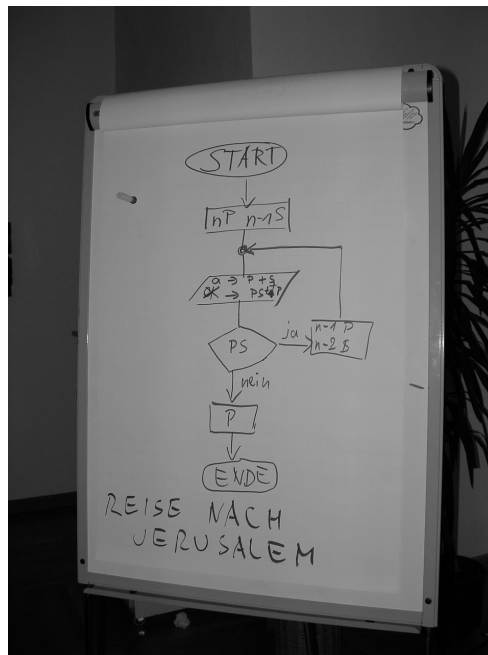 START
nP n-1S
a → P + S
→ PS
PS
ja
n-1 P
n-2 B
nein
P
ENDE
REISE NACH
JERUSALEM